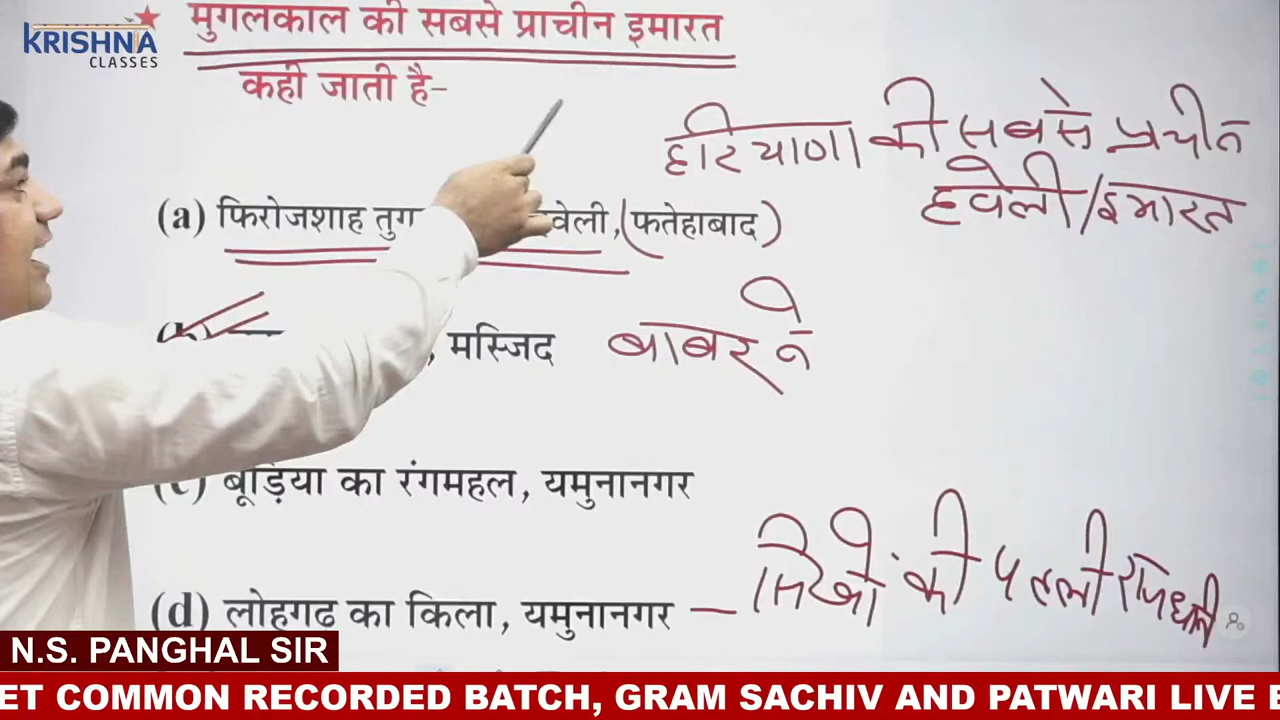 KRISHNA
CLASSES
मुगलकाल की सबसे प्राचीन इमारत
कही जाती है-
हरियाणा की सबसे प्राचीन
हवेली/इमारत
(a) फिरोजशाह तुग वेली, (फतेहाबाद)
, मस्जिद
बाबर ने
(c) बूड़िया का रंगमहल, यमुनानगर
(d) लोहगढ का किला, यमुनानगर —
सिखों की पहली राजधानी
N.S. PANGHAL SIR
ET COMMON RECORDED BATCH, GRAM SACHIV AND PATWARI LIVE